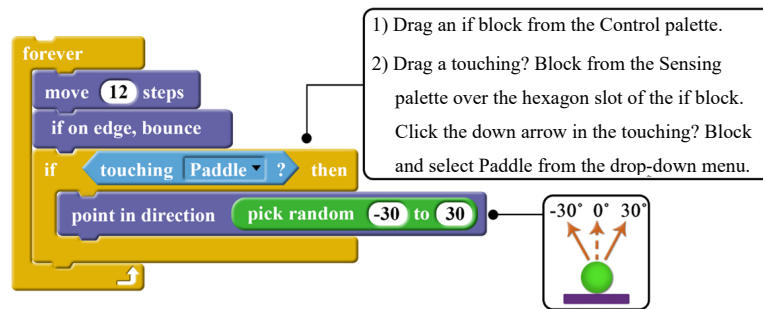 forever
move 12 steps
if on edge, bounce
if touching Paddle ? then
point in direction pick random -30 to 30
1) Drag an if block from the Control palette.
2) Drag a touching? Block from the Sensing
palette over the hexagon slot of the if block.
Click the down arrow in the touching? Block
and select Paddle from the drop-down menu.
-30° 0° 30°